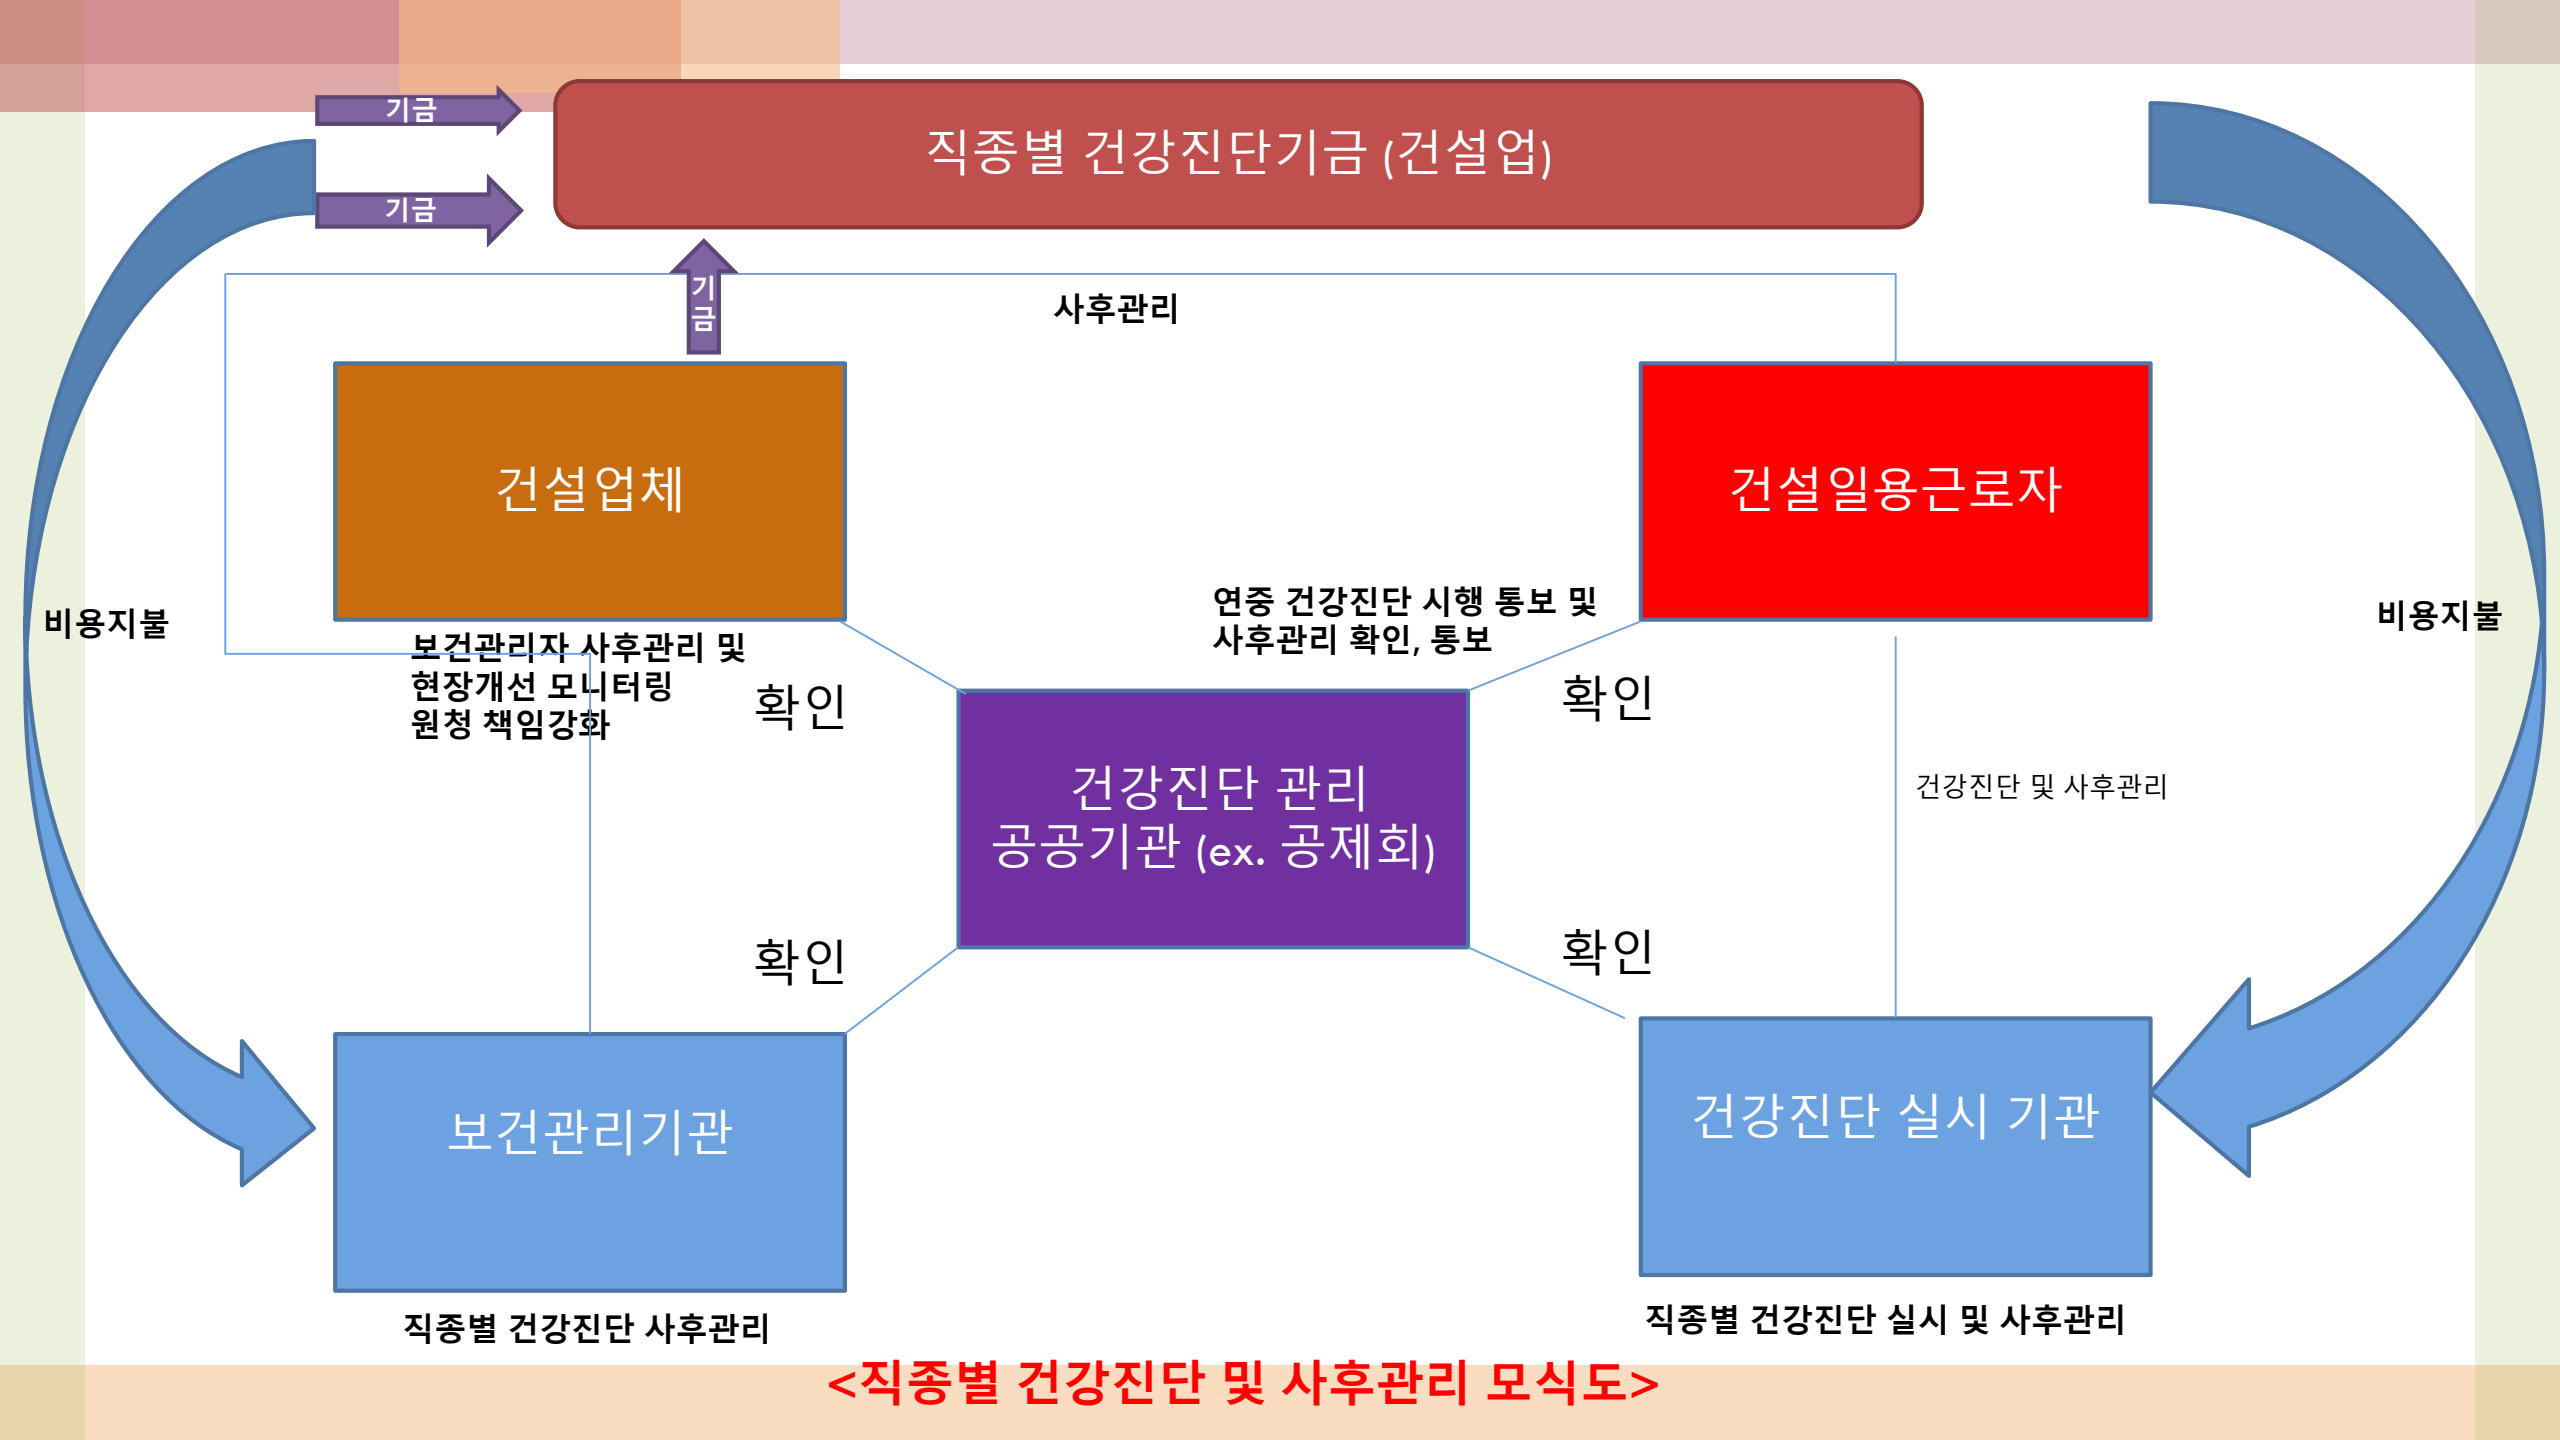 기금
직종별 건강진단기금 (건설업)
기금
기
금
사후관리
건설업체
건설일용근로자
비용지불
연중 건강진단 시행 통보 및
사후관리 확인, 통보
비용지불
보건관리자 사후관리 및
현장개선 모니터링
원청 책임강화
확인
확인
건강진단 관리
공공기관 (ex. 공제회)
건강진단 및 사후관리
확인
확인
보건관리기관
건강진단 실시 기관
직종별 건강진단 사후관리
직종별 건강진단 실시 및 사후관리
<직종별 건강진단 및 사후관리 모식도>